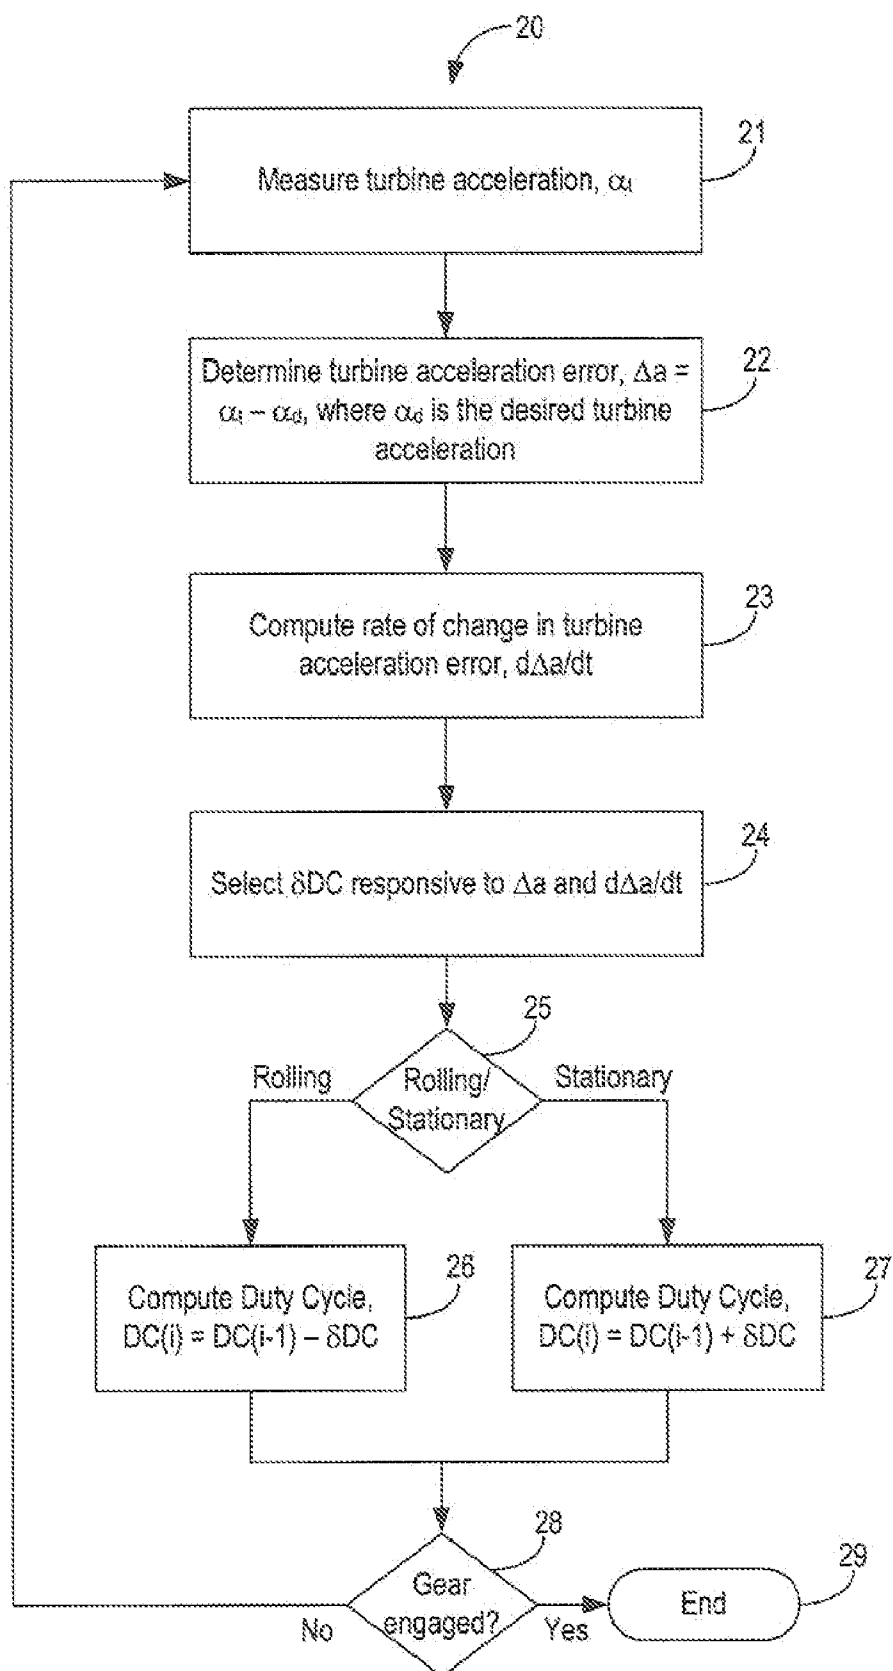 20
21
Measure turbine acceleration, αt
22
Determine turbine acceleration error, Δa =
αt – αd, where αd is the desired turbine
acceleration
23
Compute rate of change in turbine
acceleration error, dΔa/dt
24
Select δDC responsive to Δa and dΔa/dt
25
Rolling
Rolling/
Stationary
Stationary
26
Compute Duty Cycle,
DC(i) = DC(i-1) – δDC
27
Compute Duty Cycle,
DC(i) = DC(i-1) + δDC
28
Gear
engaged?
No
Yes
29
End